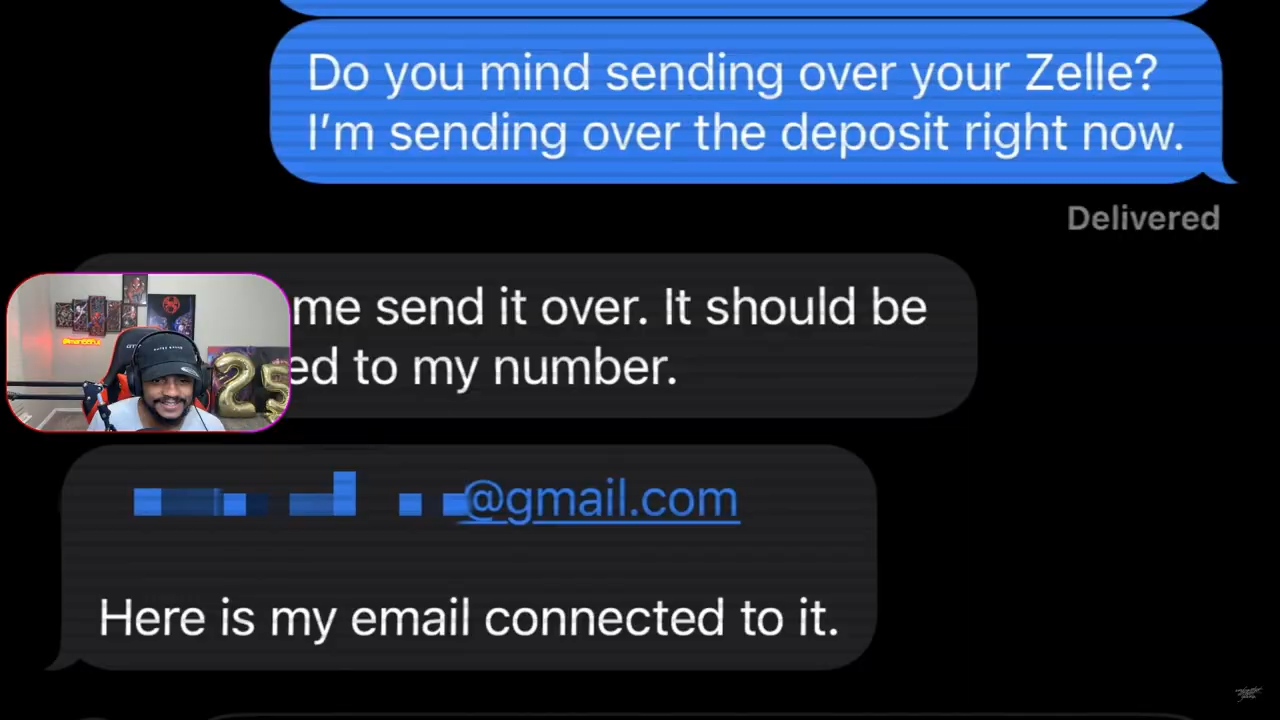 Do you mind sending over your Zelle?
I'm sending over the deposit right now.
Delivered
me send it over. It should be
ed to my number.
@gmail.com
Here is my email connected to it.
25